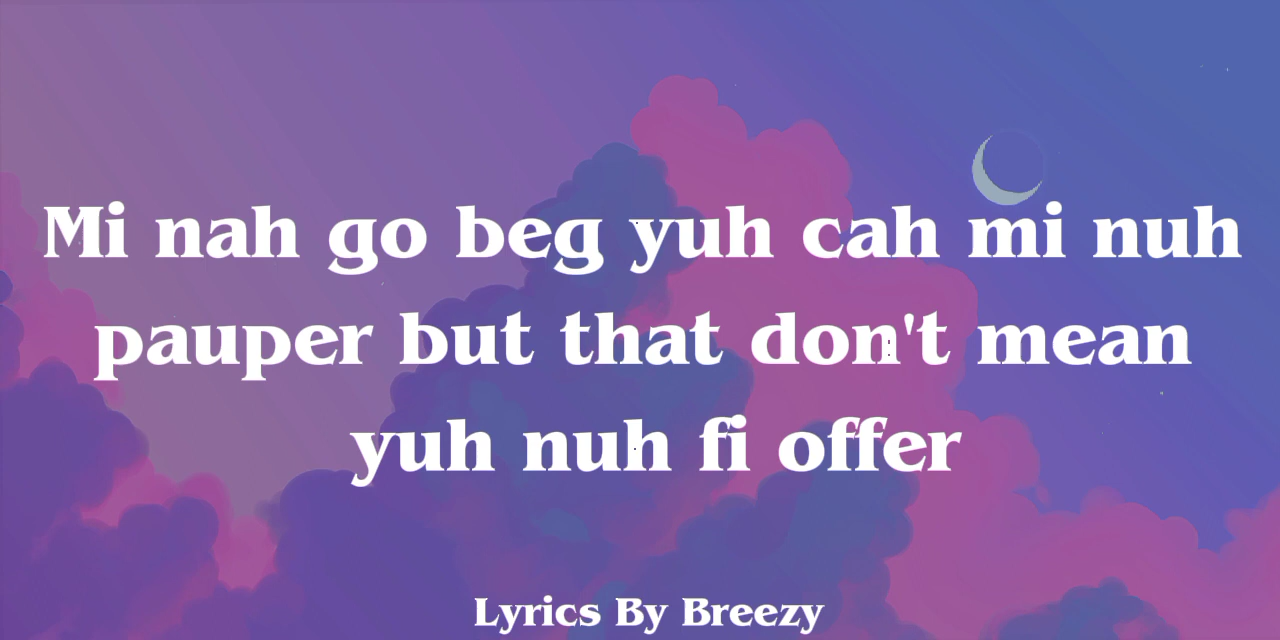 Mi nah go beg yuh cah mi nuh
pauper but that don't mean
yuh nuh fi offer
Lyrics By Breezy